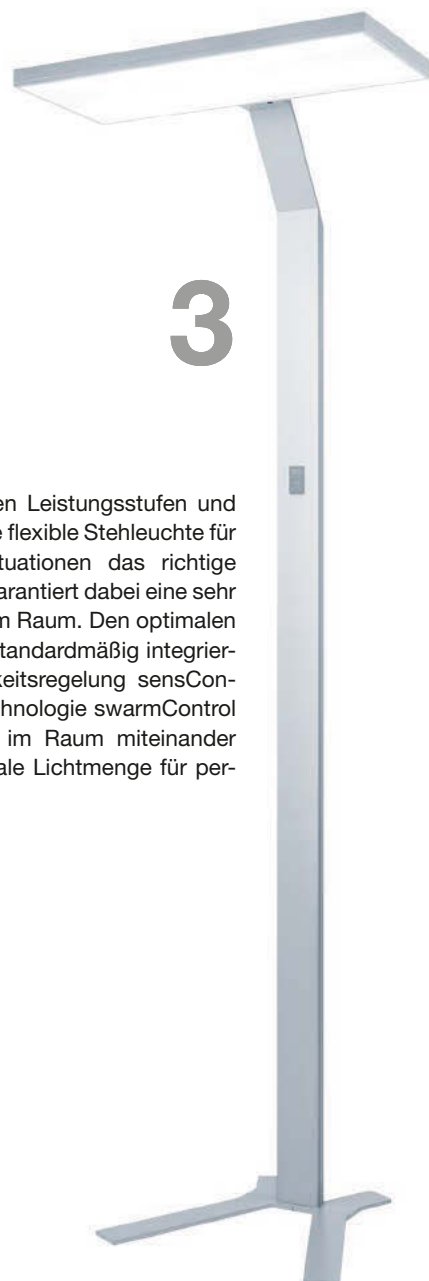 3
en Leistungsstufen und
e flexible Stehleuchte für
tuationen das richtige
arantiert dabei eine sehr
m Raum. Den optimalen
tandardmäßig integrier-
keitsregelung sensCon-
chnologie swarmControl
im Raum miteinander
ale Lichtmenge für per-